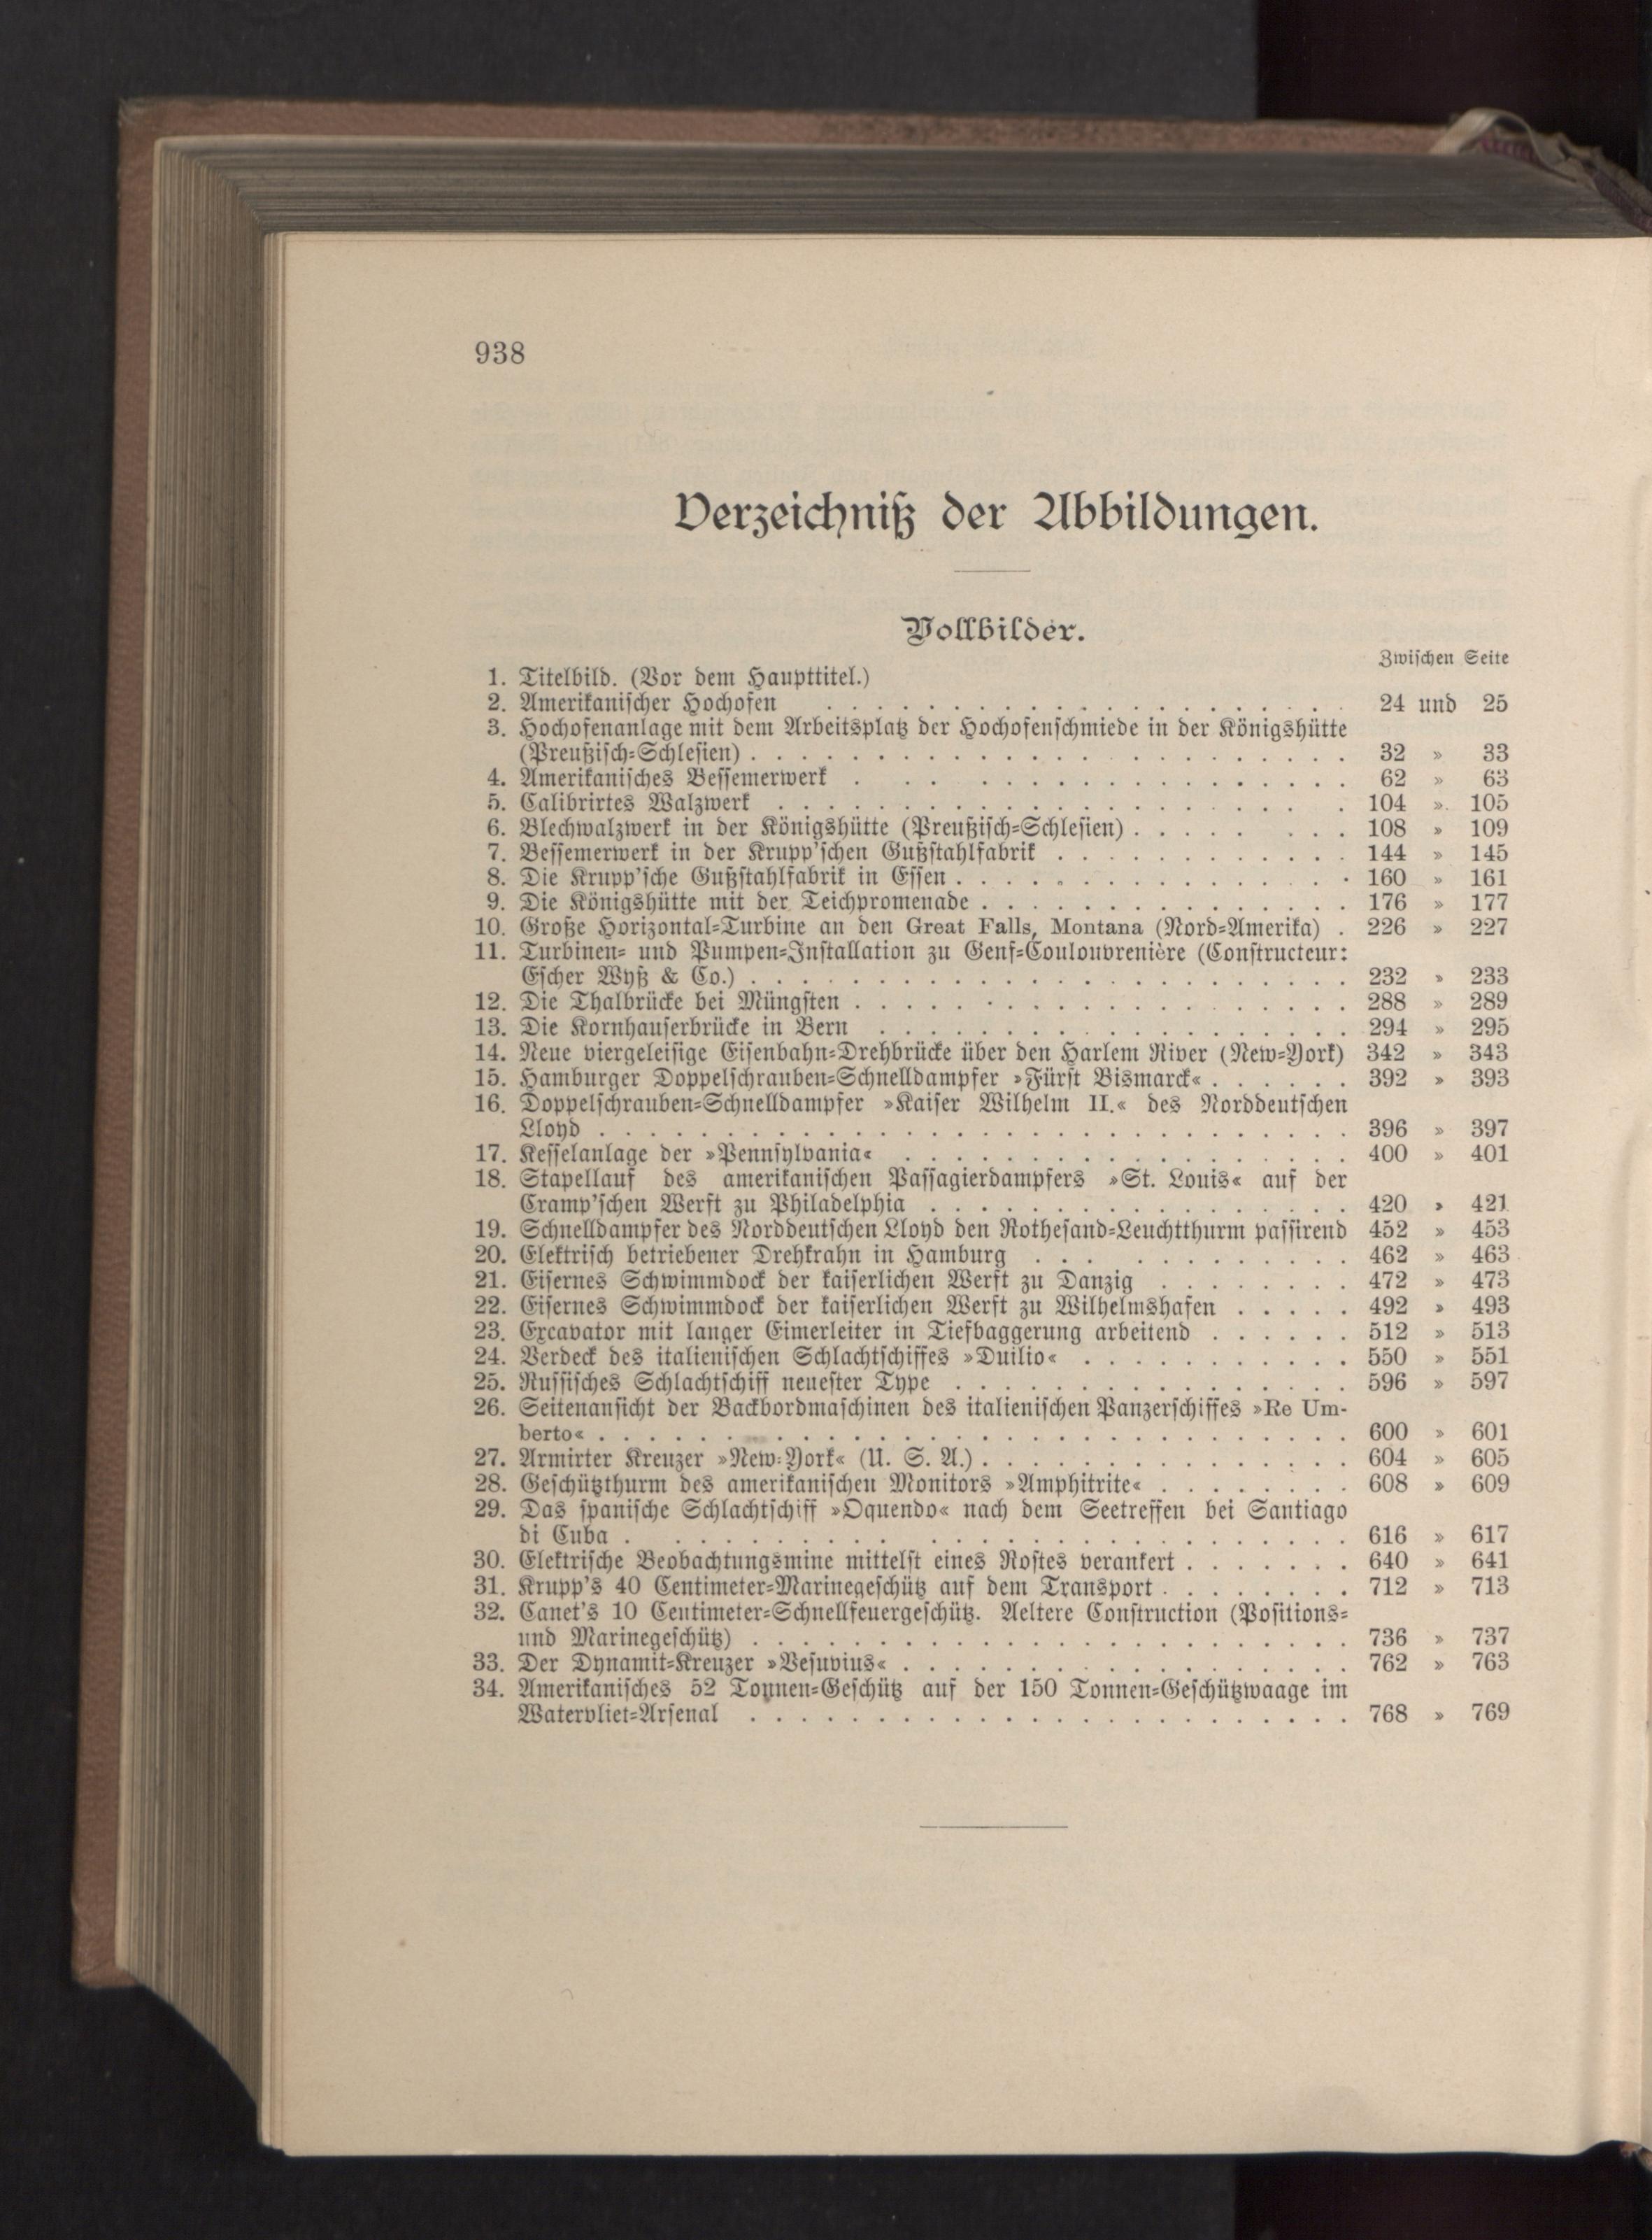 938
Verzeichniß der Abbildungen.
Vollbilder.
Zwischen Seite
1. Titelbild. (Vor dem Haupttitel.)
2. Amerikanischer Hochofen . . . . . . . . . . . . . . . . . . . . 24 und 25
3. Hochofenanlage mit dem Arbeitsplatz der Hochofenschmiede in der Königshütte
(Preußisch-Schlesien) . . . . . . . . . . . . . . . . . . . . . . . . 32 » 33
4. Amerikanisches Bessemerwerk . . . . . . . . . . . . . . . . . . . 62 » 63
5. Calibrirtes Walzwerk . . . . . . . . . . . . . . . . . . . . . . 104 » 105
6. Blechwalzwerk in der Königshütte (Preußisch-Schlesien) . . . . . . . . 108 » 109
7. Bessemerwerk in der Krupp'schen Gußstahlfabrik . . . . . . . . . . . . 144 » 145
8. Die Krupp'sche Gußstahlfabrik in Essen . . . . . . . . . . . . . . . . 160 » 161
9. Die Königshütte mit der Teichpromenade . . . . . . . . . . . . . . . 176 » 177
10. Große Horizontal-Turbine an den Great Falls, Montana (Nord-Amerika) . 226 » 227
11. Turbinen- und Pumpen-Installation zu Genf-Coulouvrenière (Constructeur:
Escher Wyß & Co.) . . . . . . . . . . . . . . . . . . . . . . . . 232 » 233
12. Die Thalbrücke bei Müngsten . . . . . . . . . . . . . . . . . . . . 288 » 289
13. Die Kornhauserbrücke in Bern . . . . . . . . . . . . . . . . . . . 294 » 295
14. Neue viergeleisige Eisenbahn-Drehbrücke über den Harlem River (New-York) 342 » 343
15. Hamburger Doppelschrauben-Schnelldampfer »Fürst Bismarck« . . . . . . 392 » 393
16. Doppelschrauben-Schnelldampfer »Kaiser Wilhelm II.« des Norddeutschen
Lloyd . . . . . . . . . . . . . . . . . . . . . . . . . . . . . . 396 » 397
17. Kesselanlage der »Pennsylvania« . . . . . . . . . . . . . . . . . . 400 » 401
18. Stapellauf des amerikanischen Passagierdampfers »St. Louis« auf der
Cramp'schen Werft zu Philadelphia . . . . . . . . . . . . . . . . . 420 » 421
19. Schnelldampfer des Norddeutschen Lloyd den Rothesand-Leuchtthurm passirend 452 » 453
20. Elektrisch betriebener Drehkrahn in Hamburg . . . . . . . . . . . . 462 » 463
21. Eisernes Schwimmdock der kaiserlichen Werft zu Danzig . . . . . . . . 472 » 473
22. Eisernes Schwimmdock der kaiserlichen Werft zu Wilhelmshafen . . . . . 492 » 493
23. Excavator mit langer Eimerleiter in Tiefbaggerung arbeitend . . . . . . 512 » 513
24. Verdeck des italienischen Schlachtschiffes »Duilio« . . . . . . . . . . . 550 » 551
25. Russisches Schlachtschiff neuester Type . . . . . . . . . . . . . . . . 596 » 597
26. Seitenansicht der Backbordmaschinen des italienischen Panzerschiffes »Re Um-
berto« . . . . . . . . . . . . . . . . . . . . . . . . . . . . . . 600 » 601
27. Armirter Kreuzer »New-York« (U. S. A.) . . . . . . . . . . . . . . . 604 » 605
28. Geschützthurm des amerikanischen Monitors »Amphitrite« . . . . . . . . 608 » 609
29. Das spanische Schlachtschiff »Oquendo« nach dem Seetreffen bei Santiago
di Cuba . . . . . . . . . . . . . . . . . . . . . . . . . . . . . 616 » 617
30. Elektrische Beobachtungsmine mittelst eines Rostes verankert . . . . . . . 640 » 641
31. Krupp's 40 Centimeter-Marinegeschütz auf dem Transport . . . . . . . . 712 » 713
32. Canet's 10 Centimeter-Schnellfeuergeschütz. Aeltere Construction (Positions-
und Marinegeschütz) . . . . . . . . . . . . . . . . . . . . . . . . 736 » 737
33. Der Dynamit-Kreuzer »Vesuvius« . . . . . . . . . . . . . . . . . . 762 » 763
34. Amerikanisches 52 Tonnen-Geschütz auf der 150 Tonnen-Geschützwaage im
Watervliet-Arsenal . . . . . . . . . . . . . . . . . . . . . . . . 768 » 769